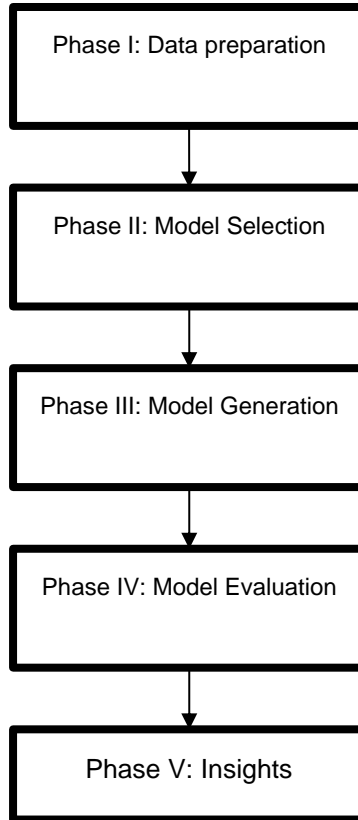 Phase I: Data preparation
Phase II: Model Selection
Phase III: Model Generation
Phase IV: Model Evaluation
Phase V: Insights